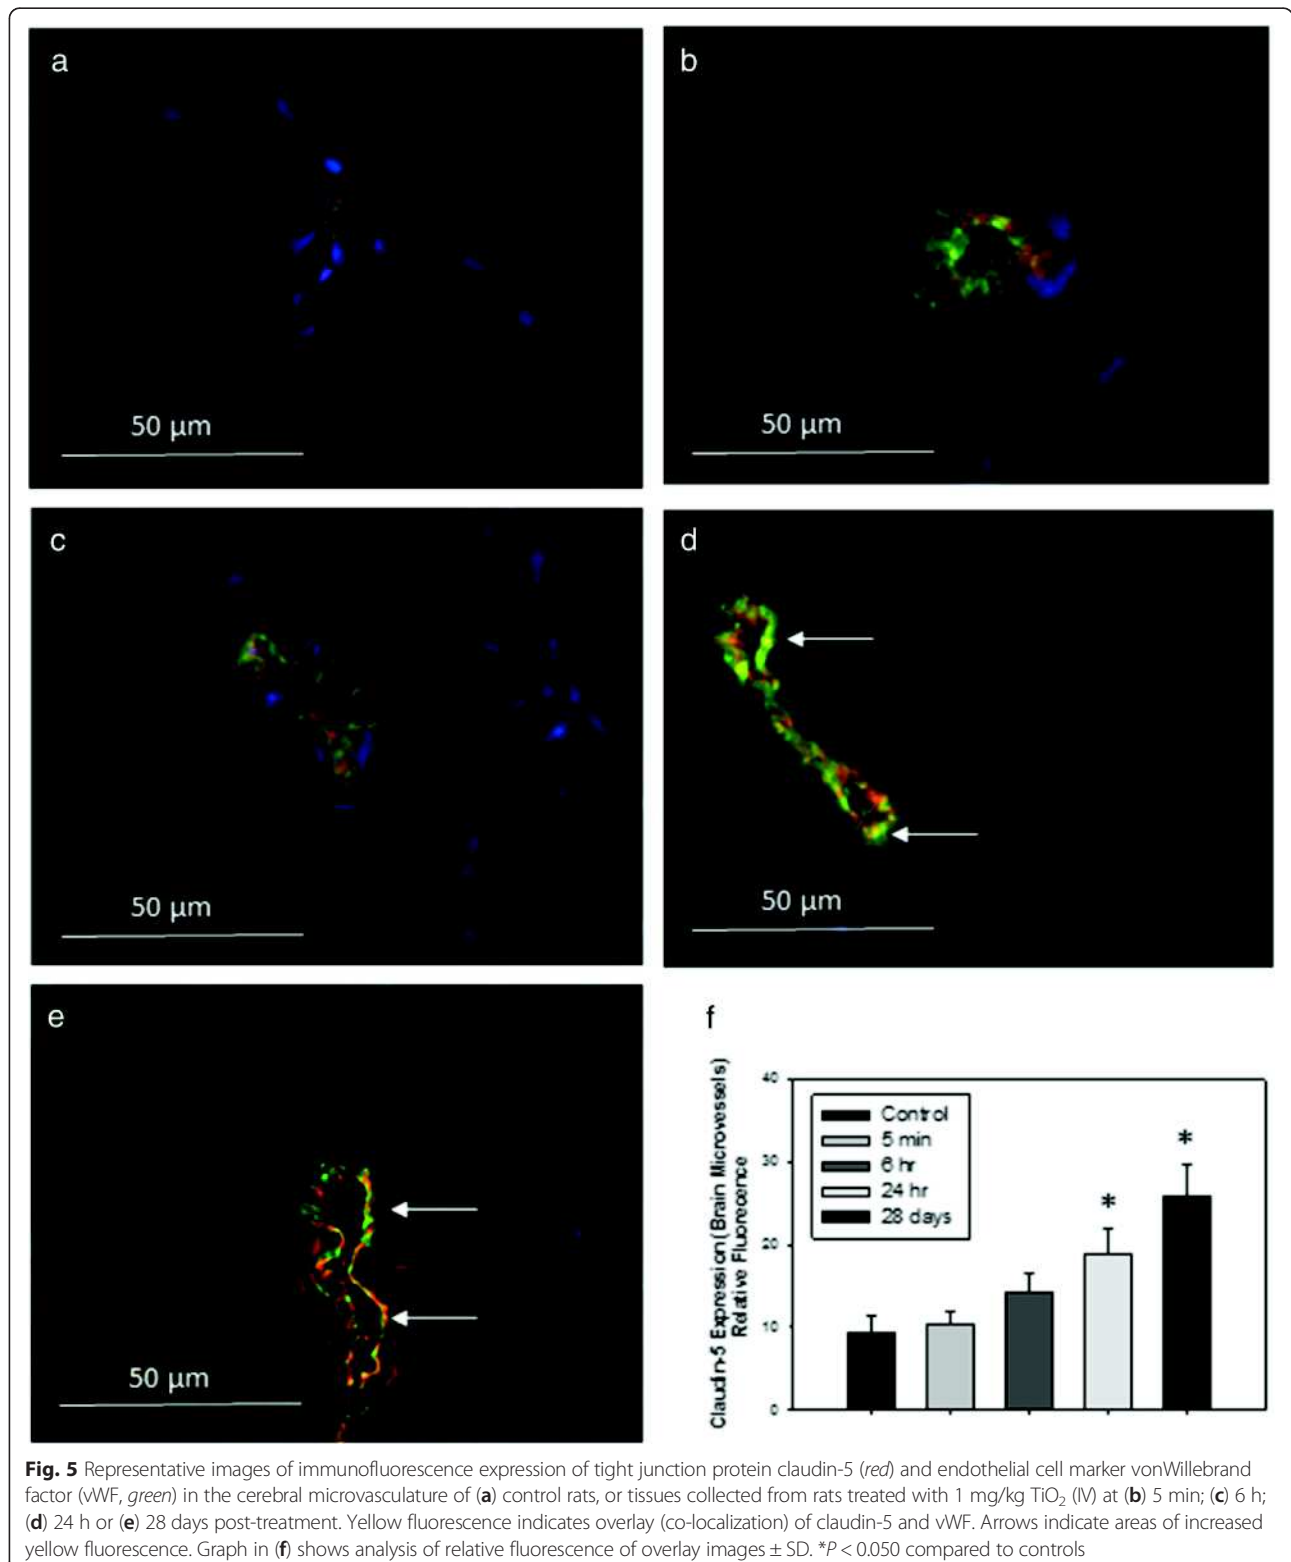 a
50 μm
b
50 μm
c
50 μm
d
50 μm
e
50 μm
f
Claudin-5 Expression (Brain Microvessels)
Relative Fluorecence
40
30
20
10
0
Control
5 min
6 hr
24 hr
28 days
*
*
Fig. 5 Representative images of immunofluorescence expression of tight junction protein claudin-5 (red) and endothelial cell marker vonWillebrand
factor (vWF, green) in the cerebral microvasculature of (a) control rats, or tissues collected from rats treated with 1 mg/kg TiO₂ (IV) at (b) 5 min; (c) 6 h;
(d) 24 h or (e) 28 days post-treatment. Yellow fluorescence indicates overlay (co-localization) of claudin-5 and vWF. Arrows indicate areas of increased
yellow fluorescence. Graph in (f) shows analysis of relative fluorescence of overlay images ± SD. *P < 0.050 compared to controls